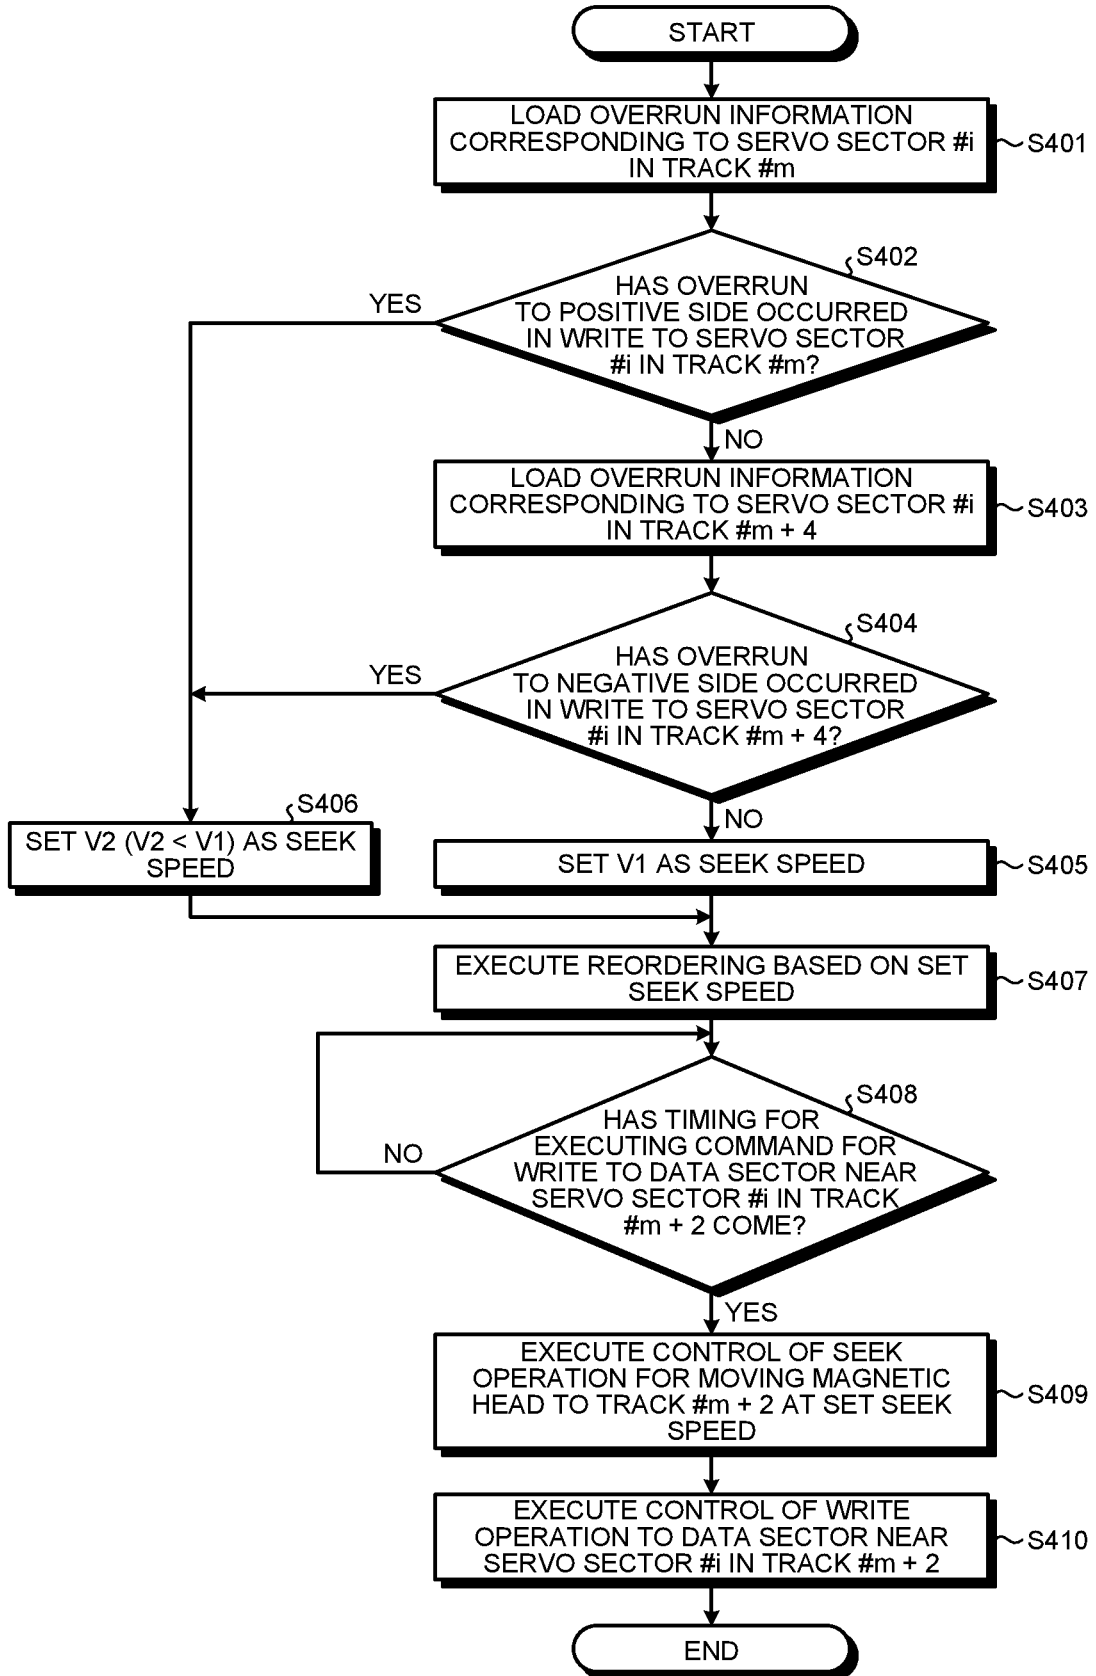 START
LOAD OVERRUN INFORMATION
CORRESPONDING TO SERVO SECTOR #i
IN TRACK #m
S401
S402
HAS OVERRUN
TO POSITIVE SIDE OCCURRED
IN WRITE TO SERVO SECTOR
#i IN TRACK #m?
YES
NO
LOAD OVERRUN INFORMATION
CORRESPONDING TO SERVO SECTOR #i
IN TRACK #m + 4
S403
S404
HAS OVERRUN
TO NEGATIVE SIDE OCCURRED
IN WRITE TO SERVO SECTOR
#i IN TRACK #m + 4?
YES
NO
S406
SET V2 (V2 < V1) AS SEEK
SPEED
SET V1 AS SEEK SPEED
S405
EXECUTE REORDERING BASED ON SET
SEEK SPEED
S407
S408
HAS TIMING FOR
EXECUTING COMMAND FOR
WRITE TO DATA SECTOR NEAR
SERVO SECTOR #i IN TRACK
#m + 2 COME?
NO
YES
EXECUTE CONTROL OF SEEK
OPERATION FOR MOVING MAGNETIC
HEAD TO TRACK #m + 2 AT SET SEEK
SPEED
S409
EXECUTE CONTROL OF WRITE
OPERATION TO DATA SECTOR NEAR
SERVO SECTOR #i IN TRACK #m + 2
S410
END